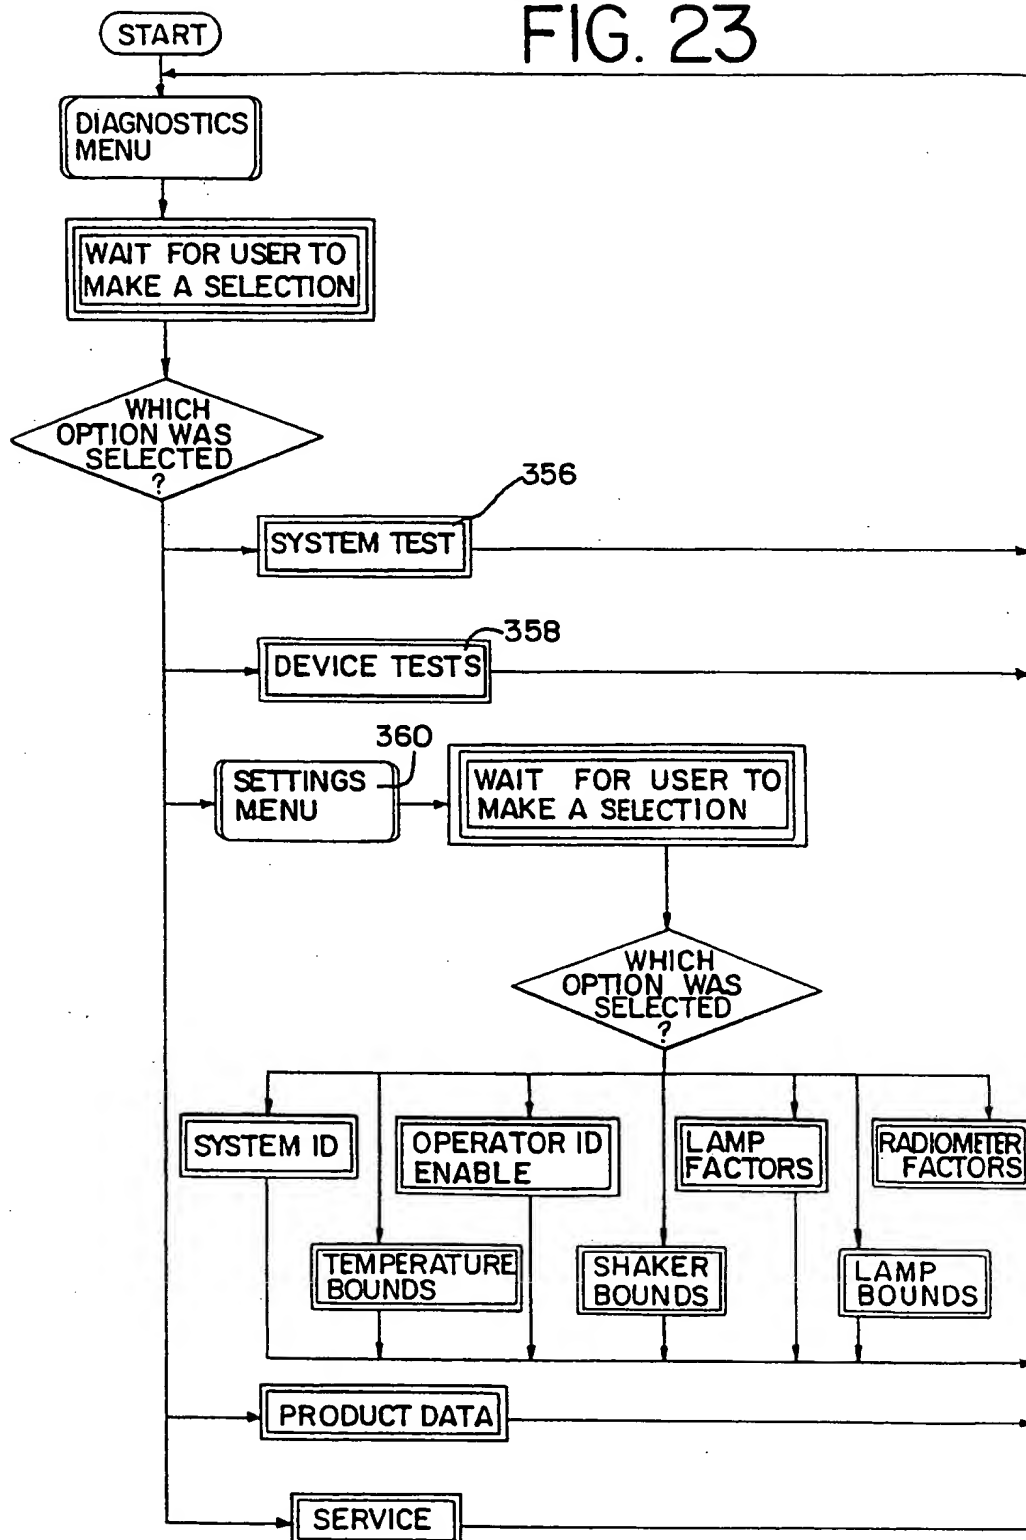 FIG. 23
START
DIAGNOSTICS
MENU
WAIT FOR USER TO
MAKE A SELECTION
WHICH
OPTION WAS
SELECTED
?
356
SYSTEM TEST
358
DEVICE TESTS
360
SETTINGS
MENU
WAIT FOR USER TO
MAKE A SELECTION
WHICH
OPTION WAS
SELECTED
?
SYSTEM ID
OPERATOR ID
ENABLE
LAMP
FACTORS
RADIOMETER
FACTORS
TEMPERATURE
BOUNDS
SHAKER
BOUNDS
LAMP
BOUNDS
PRODUCT DATA
SERVICE